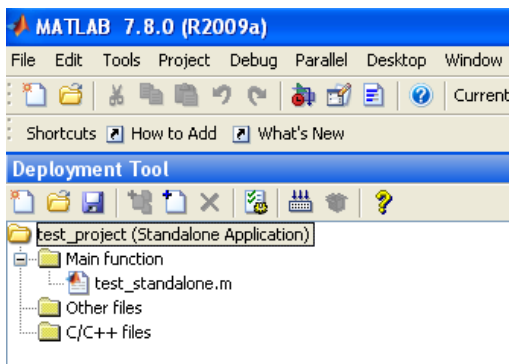 MATLAB 7.8.0 (R2009a)
File Edit Tools Project Debug Parallel Desktop Window
Current
Shortcuts How to Add What's New
Deployment Tool
test_project (Standalone Application)
Main function
test_standalone.m
Other files
C/C++ files